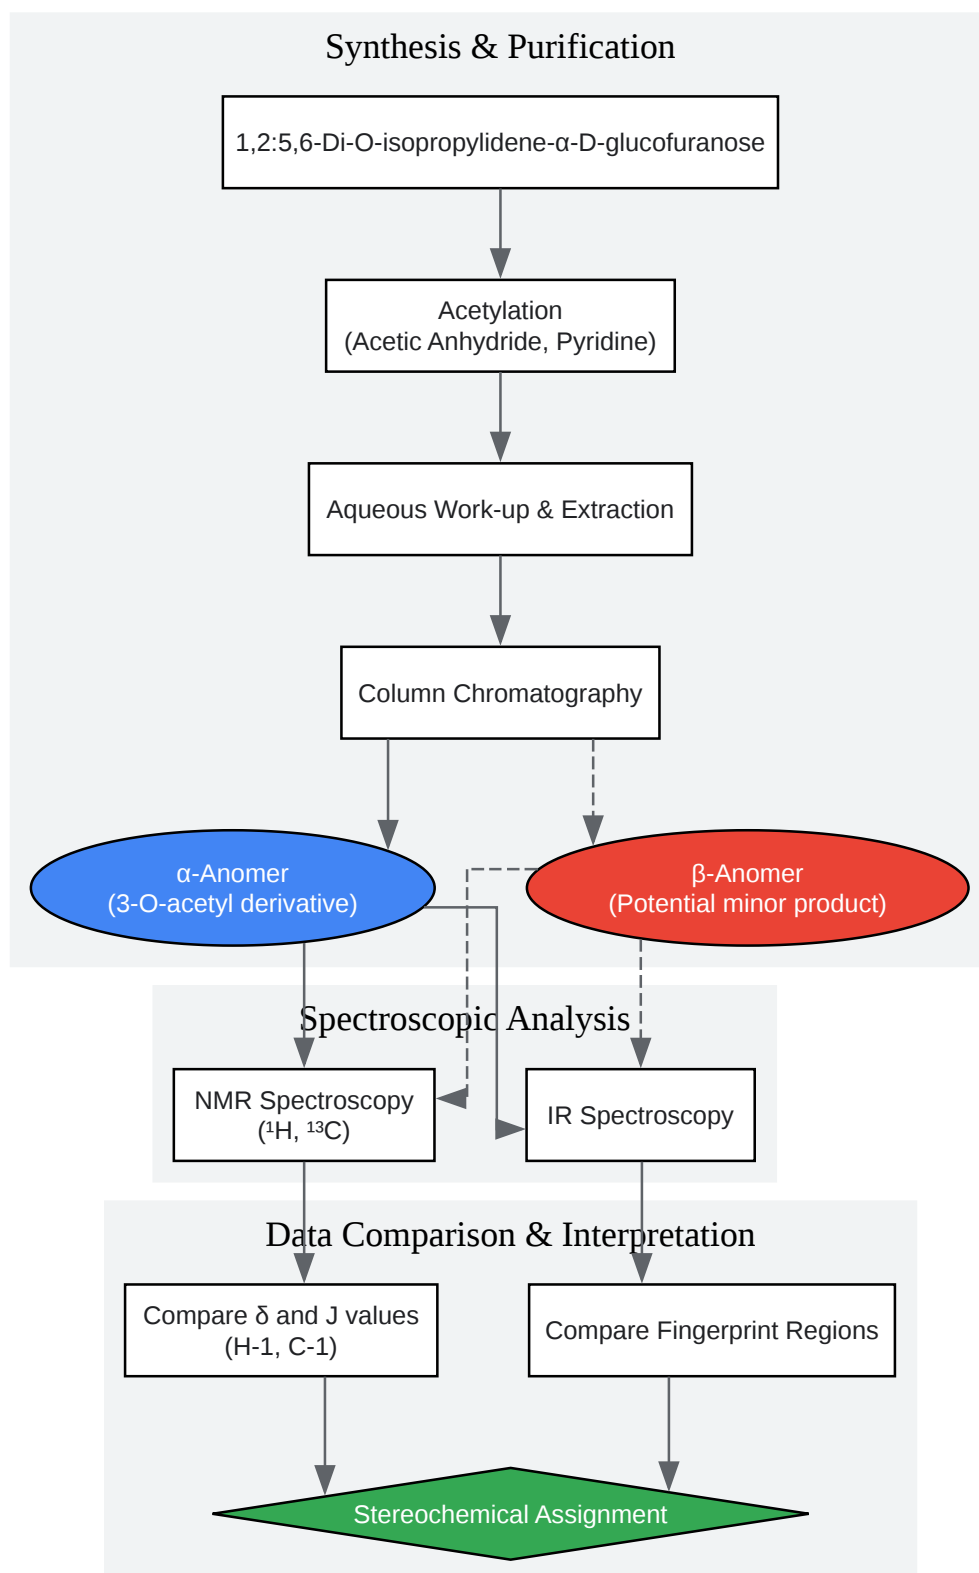 Synthesis & Purification
1,2:5,6-Di-O-isopropylidene-α-D-glucofuranose
Acetylation
(Acetic Anhydride, Pyridine)
Aqueous Work-up & Extraction
Column Chromatography
α-Anomer
(3-O-acetyl derivative)
β-Anomer
(Potential minor product)
Spectroscopic Analysis
NMR Spectroscopy
(¹H, ¹³C)
IR Spectroscopy
Data Comparison & Interpretation
Compare δ and J values
(H-1, C-1)
Compare Fingerprint Regions
Stereochemical Assignment